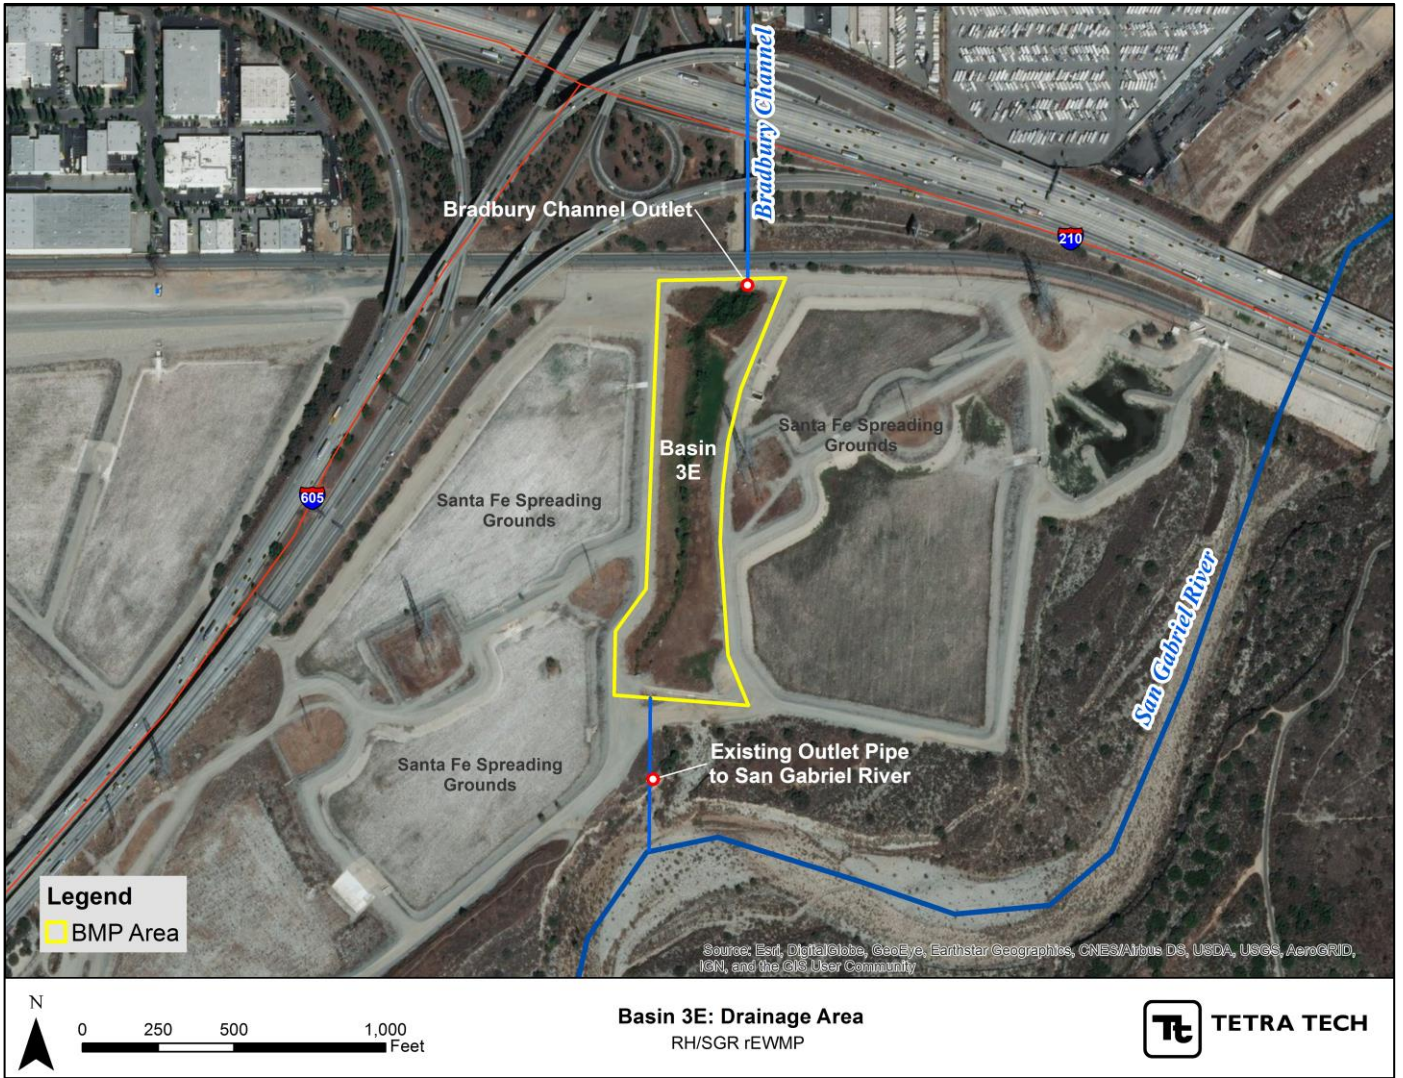 Bradbury Channel
Bradbury Channel Outlet
210
Santa Fe Spreading
Grounds
Basin
3E
605
Santa Fe Spreading
Grounds
San Gabriel River
Existing Outlet Pipe
to San Gabriel River
Santa Fe Spreading
Grounds
Legend
BMP Area
Source: Esri, DigitalGlobe, GeoEye, Earthstar Geographics, CNES/Airbus DS, USDA, USGS, AeroGRID,
IGN, and the GIS User Community
N
0 250 500 1,000
Feet
Basin 3E: Drainage Area
RH/SGR rEWMP
Tt TETRA TECH